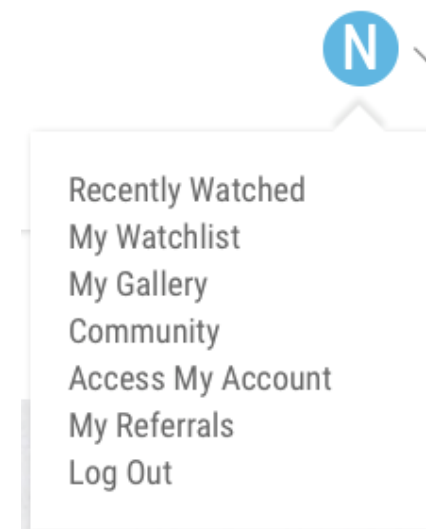 N
Recently Watched
My Watchlist
My Gallery
Community
Access My Account
My Referrals
Log Out